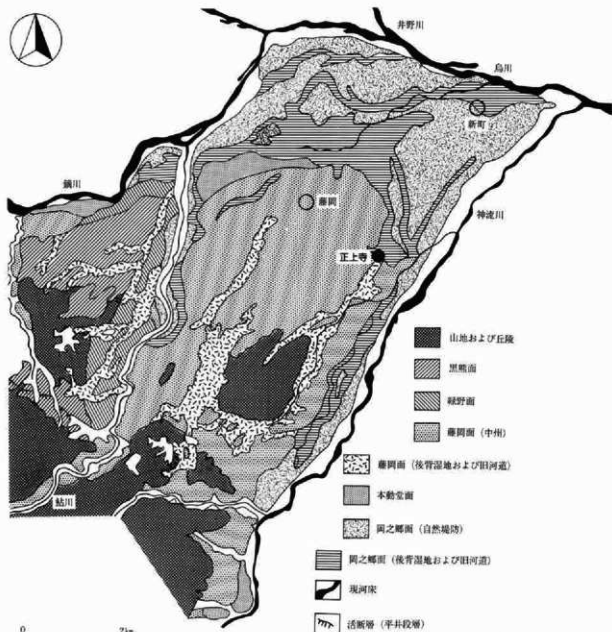 井野川
烏川
新町
鏑川
藤岡
神流川
正上寺
山地および丘陵
黒熊面
緑野面
藤岡面（中州）
藤岡面（後背湿地および旧河道）
本動堂面
岡之郷面（自然堤防）
鮎川
岡之郷面（後背湿地および旧河道）
現河床
活断層（平井段層）
0 2km